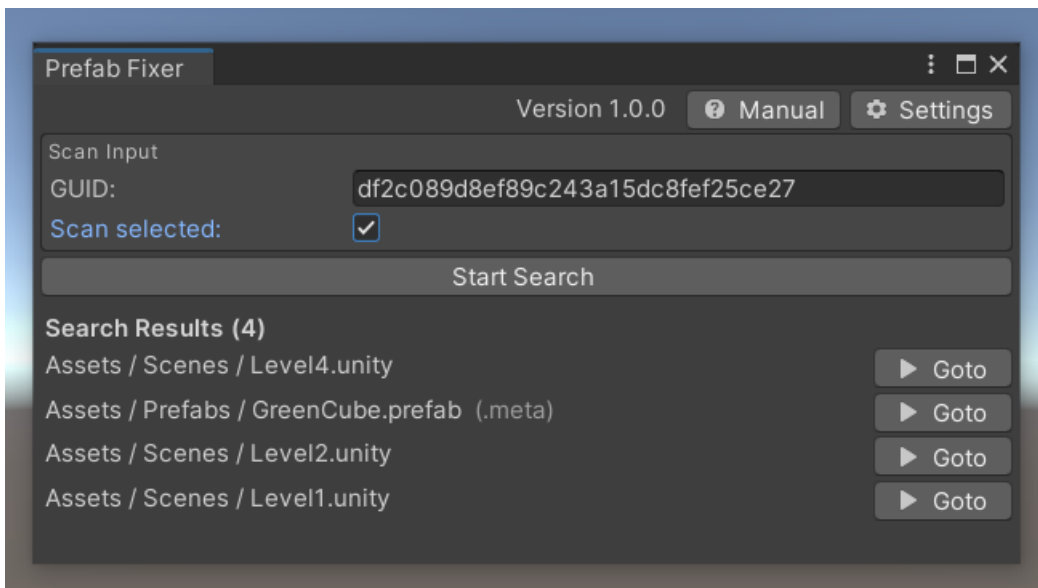 Prefab Fixer
Version 1.0.0 Manual Settings
Scan Input
GUID: df2c089d8ef89c243a15dc8fef25ce27
Scan selected:
Start Search
Search Results (4)
Assets / Scenes / Level4.unity Goto
Assets / Prefabs / GreenCube.prefab (.meta) Goto
Assets / Scenes / Level2.unity Goto
Assets / Scenes / Level1.unity Goto